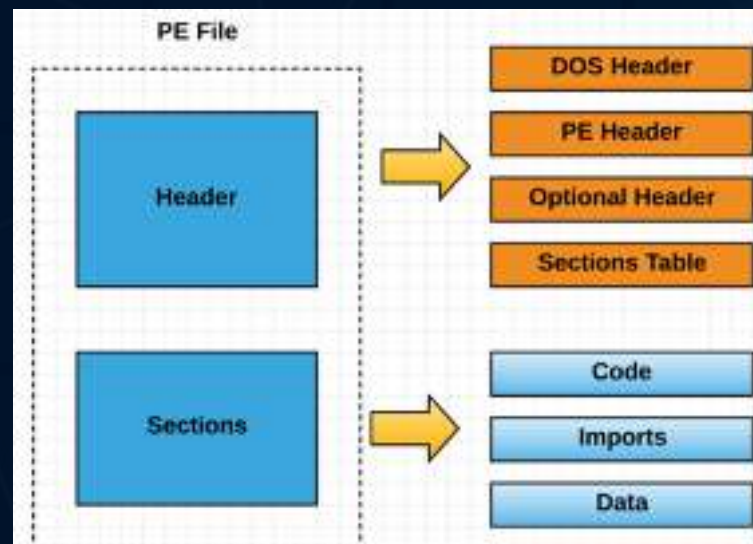 PE File
Header
DOS Header
PE Header
Optional Header
Sections Table
Sections
Code
Imports
Data